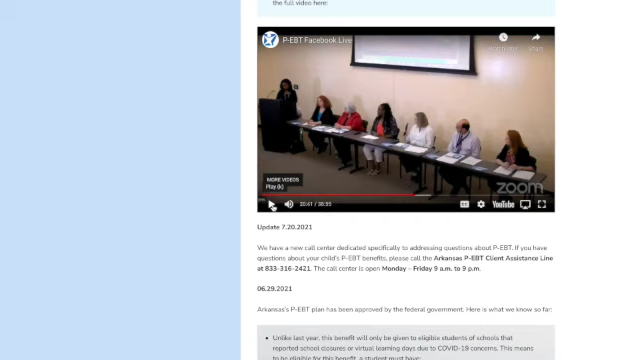 the full video here:
P-EBT Facebook Live
Watch later
Share
MORE VIDEOS
Play (k)
20:41 / 38:55
YouTube
zoom
Update 7.20.2021
We have a new call center dedicated specifically to addressing questions about P-EBT. If you have
questions about your child's P-EBT benefits, please call the Arkansas P-EBT Client Assistance Line
at 833-316-2421. The call center is open Monday – Friday 9 a.m. to 9 p.m.
06.29.2021
Arkansas's P-EBT plan has been approved by the federal government. Here is what we know so far:
• Unlike last year, this benefit will only be given to eligible students of schools that
reported school closures or virtual learning days due to COVID-19 concerns. This means
to be eligible for this benefit, a student must have: